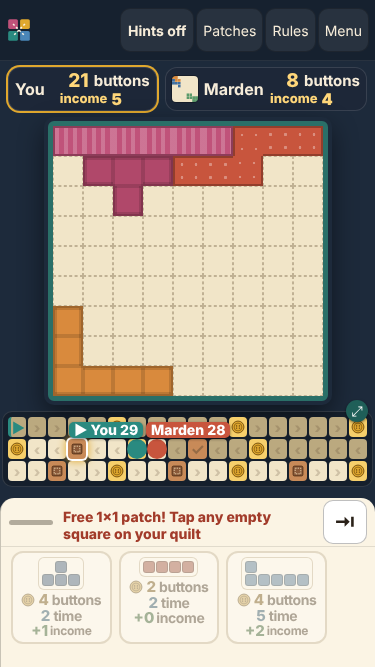 Hints off
Patches
Rules
Menu
You
21 buttons
income 5
Marden
8 buttons
income 4
You 29
Marden 28
Free 1×1 patch! Tap any empty
square on your quilt
4 buttons
2 time
+1 income
2 buttons
2 time
+0 income
4 buttons
5 time
+2 income